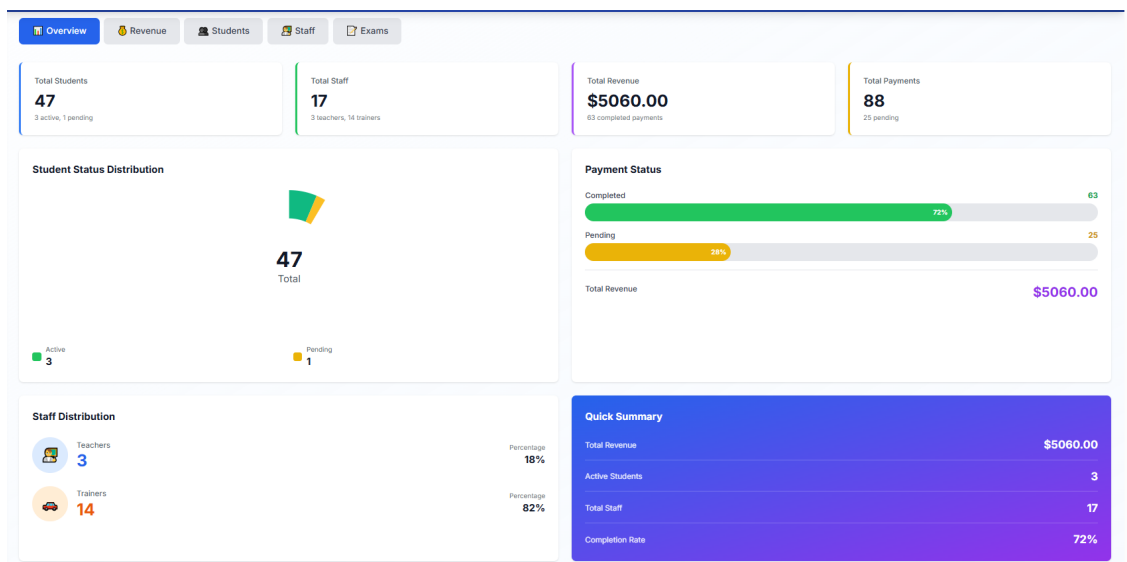 Overview
Revenue
Students
Staff
Exams
Total Students
47
3 active, 1 pending
Total Staff
17
3 teachers, 14 trainers
Total Revenue
$5060.00
63 completed payments
Total Payments
88
25 pending
Student Status Distribution
47
Total
Active
3
Pending
1
Payment Status
Completed
63
72%
Pending
25
28%
Total Revenue
$5060.00
Staff Distribution
Teachers
3
Percentage
18%
Trainers
14
Percentage
82%
Quick Summary
Total Revenue
$5060.00
Active Students
3
Total Staff
17
Completion Rate
72%